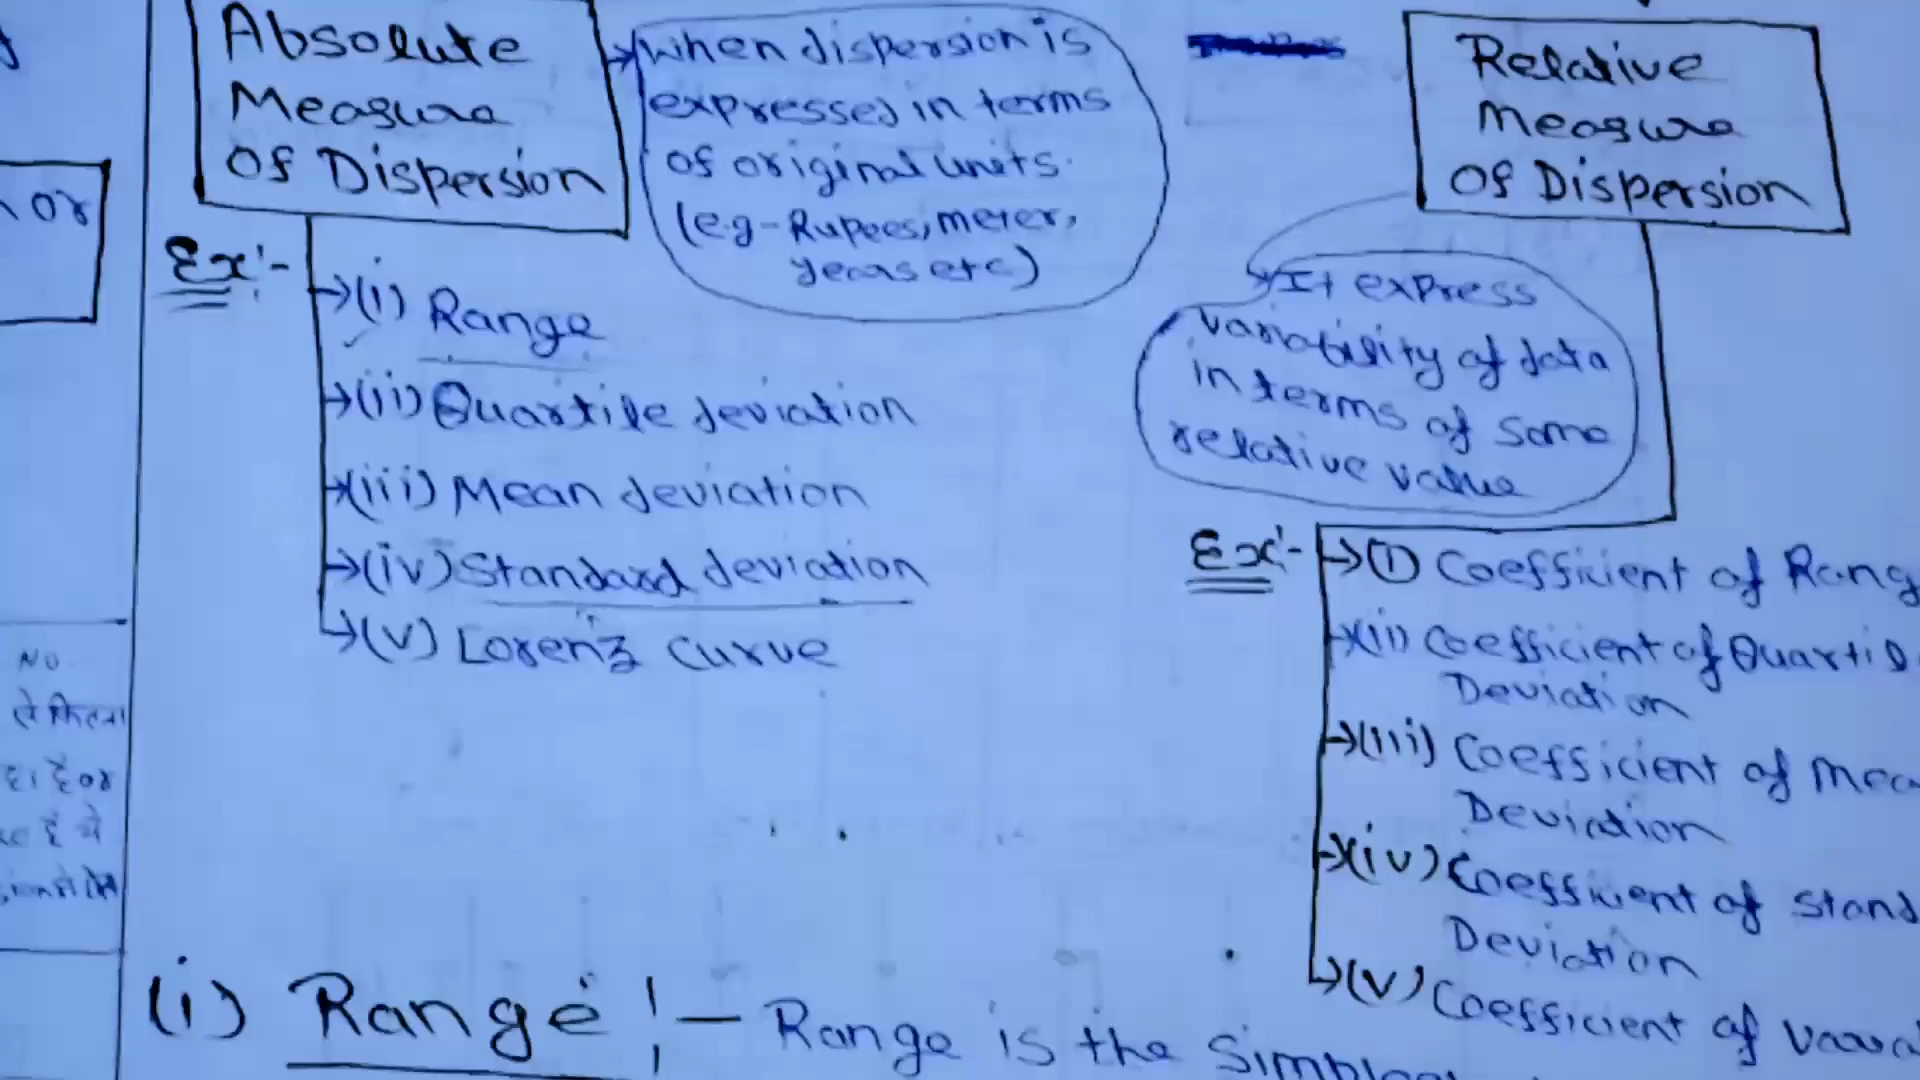 Absolute
Measure
Of Dispersion
When dispersion is
expressed in terms
of original units.
(e.g - Rupees, meter,
years etc)
Relative
Measure
Of Dispersion
It express
variability of data
in terms of some
relative value
Ex:-
(i) Range
(ii) Quartile deviation
(iii) Mean deviation
(iv) Standard deviation
(v) Lorenz curve
Ex:-
(i) Coefficient of Rang
(ii) Coefficient of Quartil
Deviation
(iii) Coefficient of Mea
Deviation
(iv) Coefficient of Stand
Deviation
(v) Coefficient of Varia
or
NO
(i) Range :- Range is the